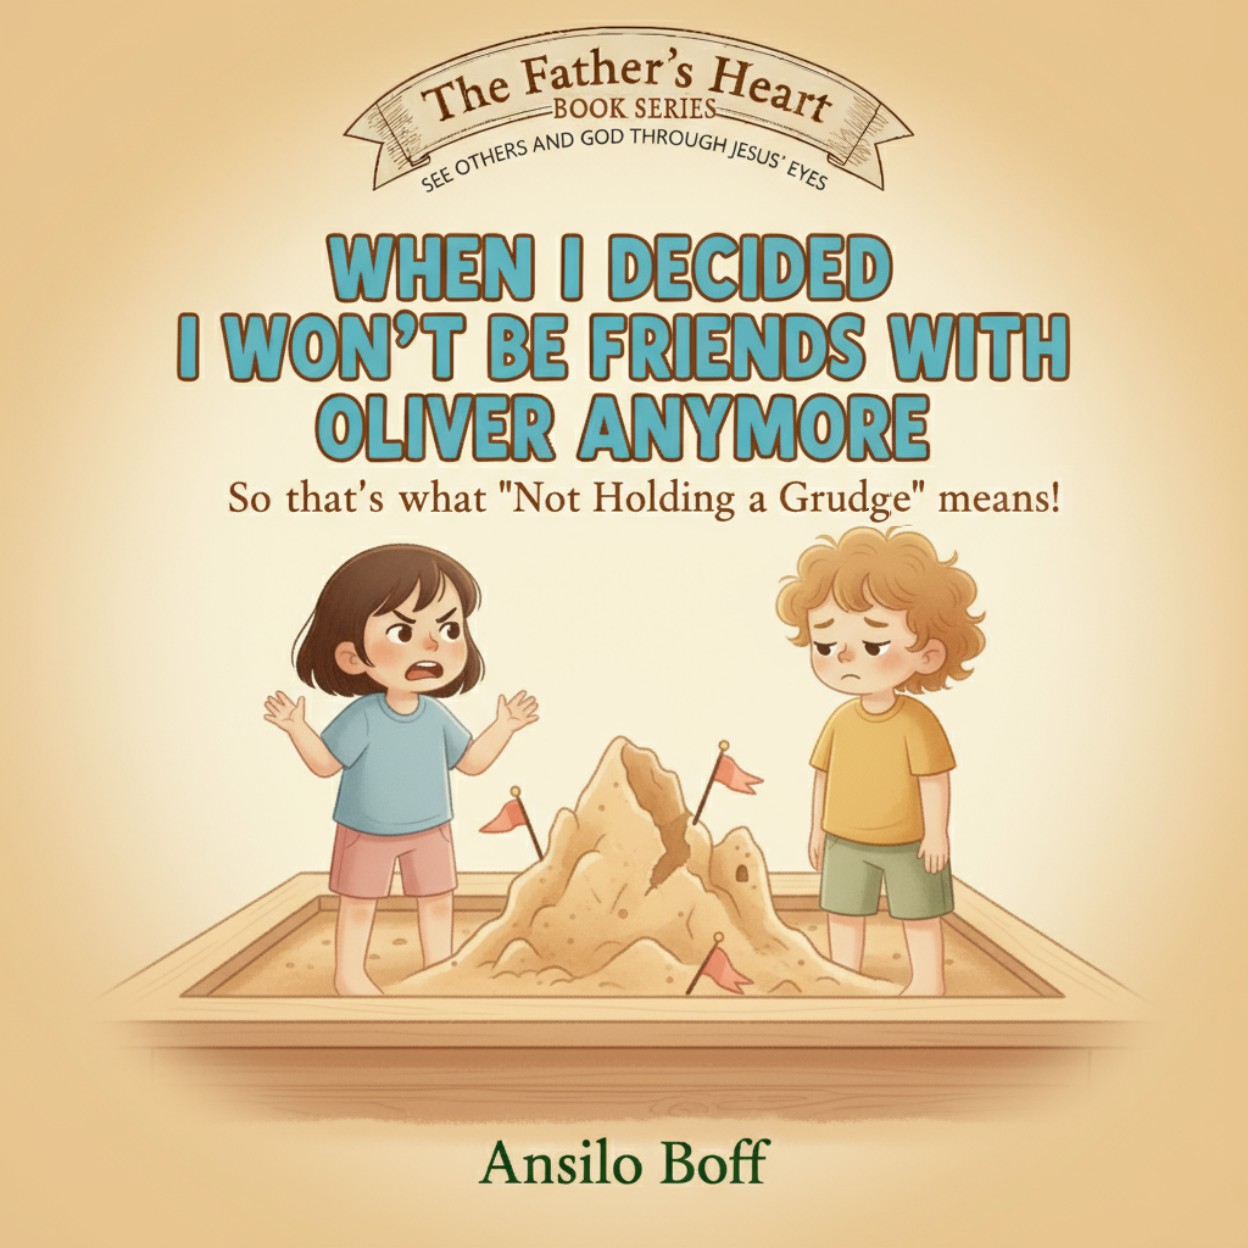 The Father's Heart
BOOK SERIES
SEE OTHERS AND GOD THROUGH JESUS' EYES
WHEN I DECIDED
I WON'T BE FRIENDS WITH
OLIVER ANYMORE
So that's what "Not Holding a Grudge" means!
Ansilo Boff